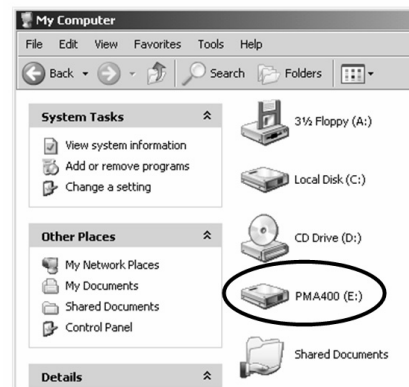 My Computer
File Edit View Favorites Tools Help
Back Search Folders
System Tasks
View system information
Add or remove programs
Change a setting
Other Places
My Network Places
My Documents
Shared Documents
Control Panel
Details
3½ Floppy (A:)
Local Disk (C:)
CD Drive (D:)
PMA400 (E:)
Shared Documents